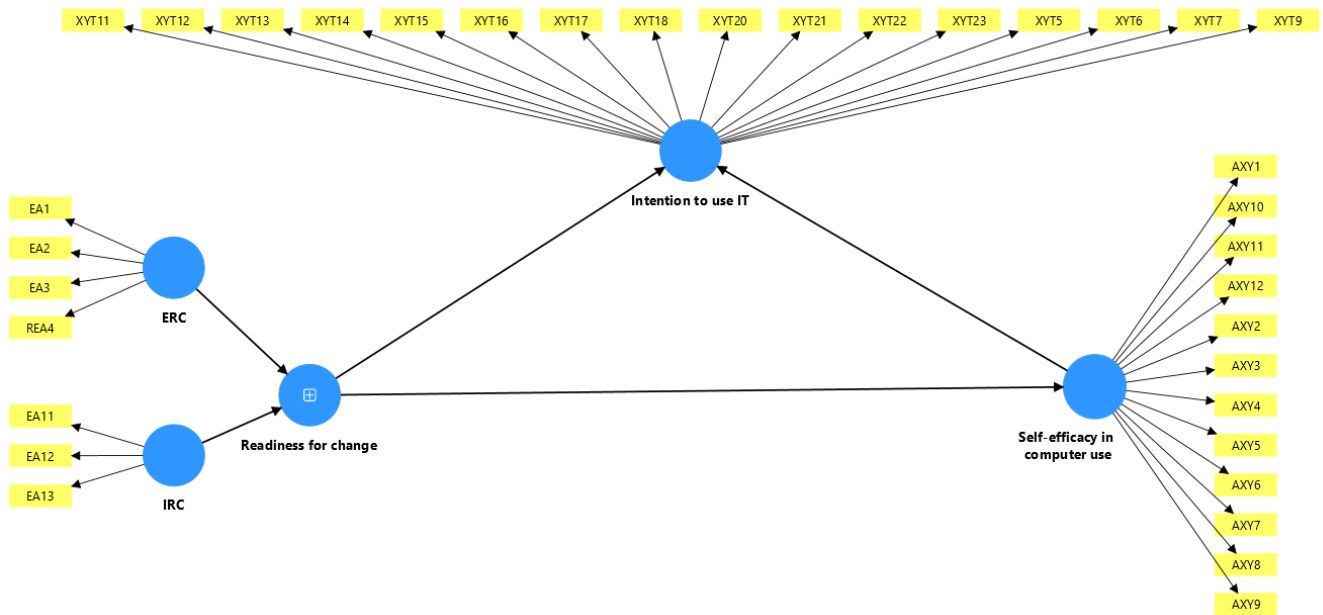 XYT11
XYT12
XYT13
XYT14
XYT15
XYT16
XYT17
XYT18
XYT20
XYT21
XYT22
XYT23
XYT5
XYT6
XYT7
XYT9
Intention to use IT
EA1
EA2
EA3
REA4
ERC
EA11
EA12
EA13
IRC
Readiness for change
Self-efficacy in
computer use
AXY1
AXY10
AXY11
AXY12
AXY2
AXY3
AXY4
AXY5
AXY6
AXY7
AXY8
AXY9